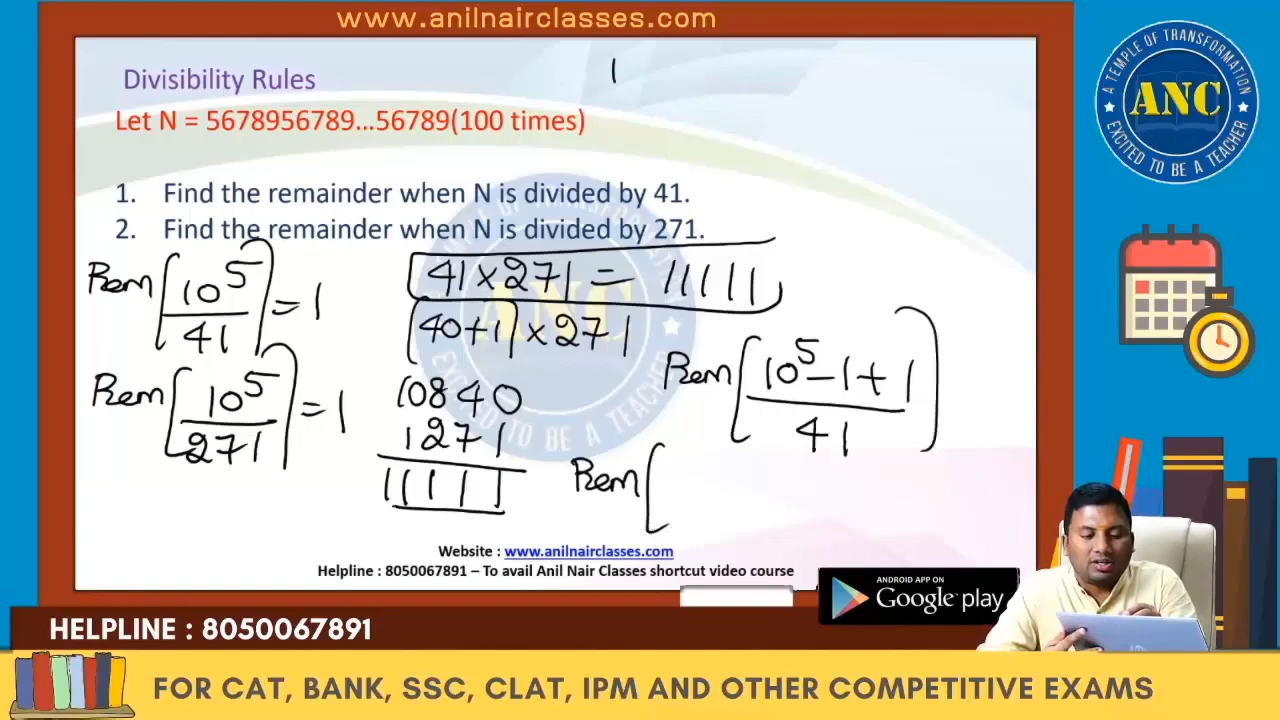 www.anilnairclasses.com
Divisibility Rules
Let N = 5678956789...56789(100 times)
1. Find the remainder when N is divided by 41.
2. Find the remainder when N is divided by 271.
Rem[10^5/41] = 1
Rem[10^5/271] = 1
41 x 271 = 11111
(40+1) x 271
10840
1271
11111
Rem[10^5-1+1/41]
Rem[
Website : www.anilnairclasses.com
Helpline : 8050067891 – To avail Anil Nair Classes shortcut video course
A TEMPLE OF TRANSFORMATION
ANC
EXCITED TO BE A TEACHER
ANDROID APP ON
Google play
HELPLINE : 8050067891
FOR CAT, BANK, SSC, CLAT, IPM AND OTHER COMPETITIVE EXAMS